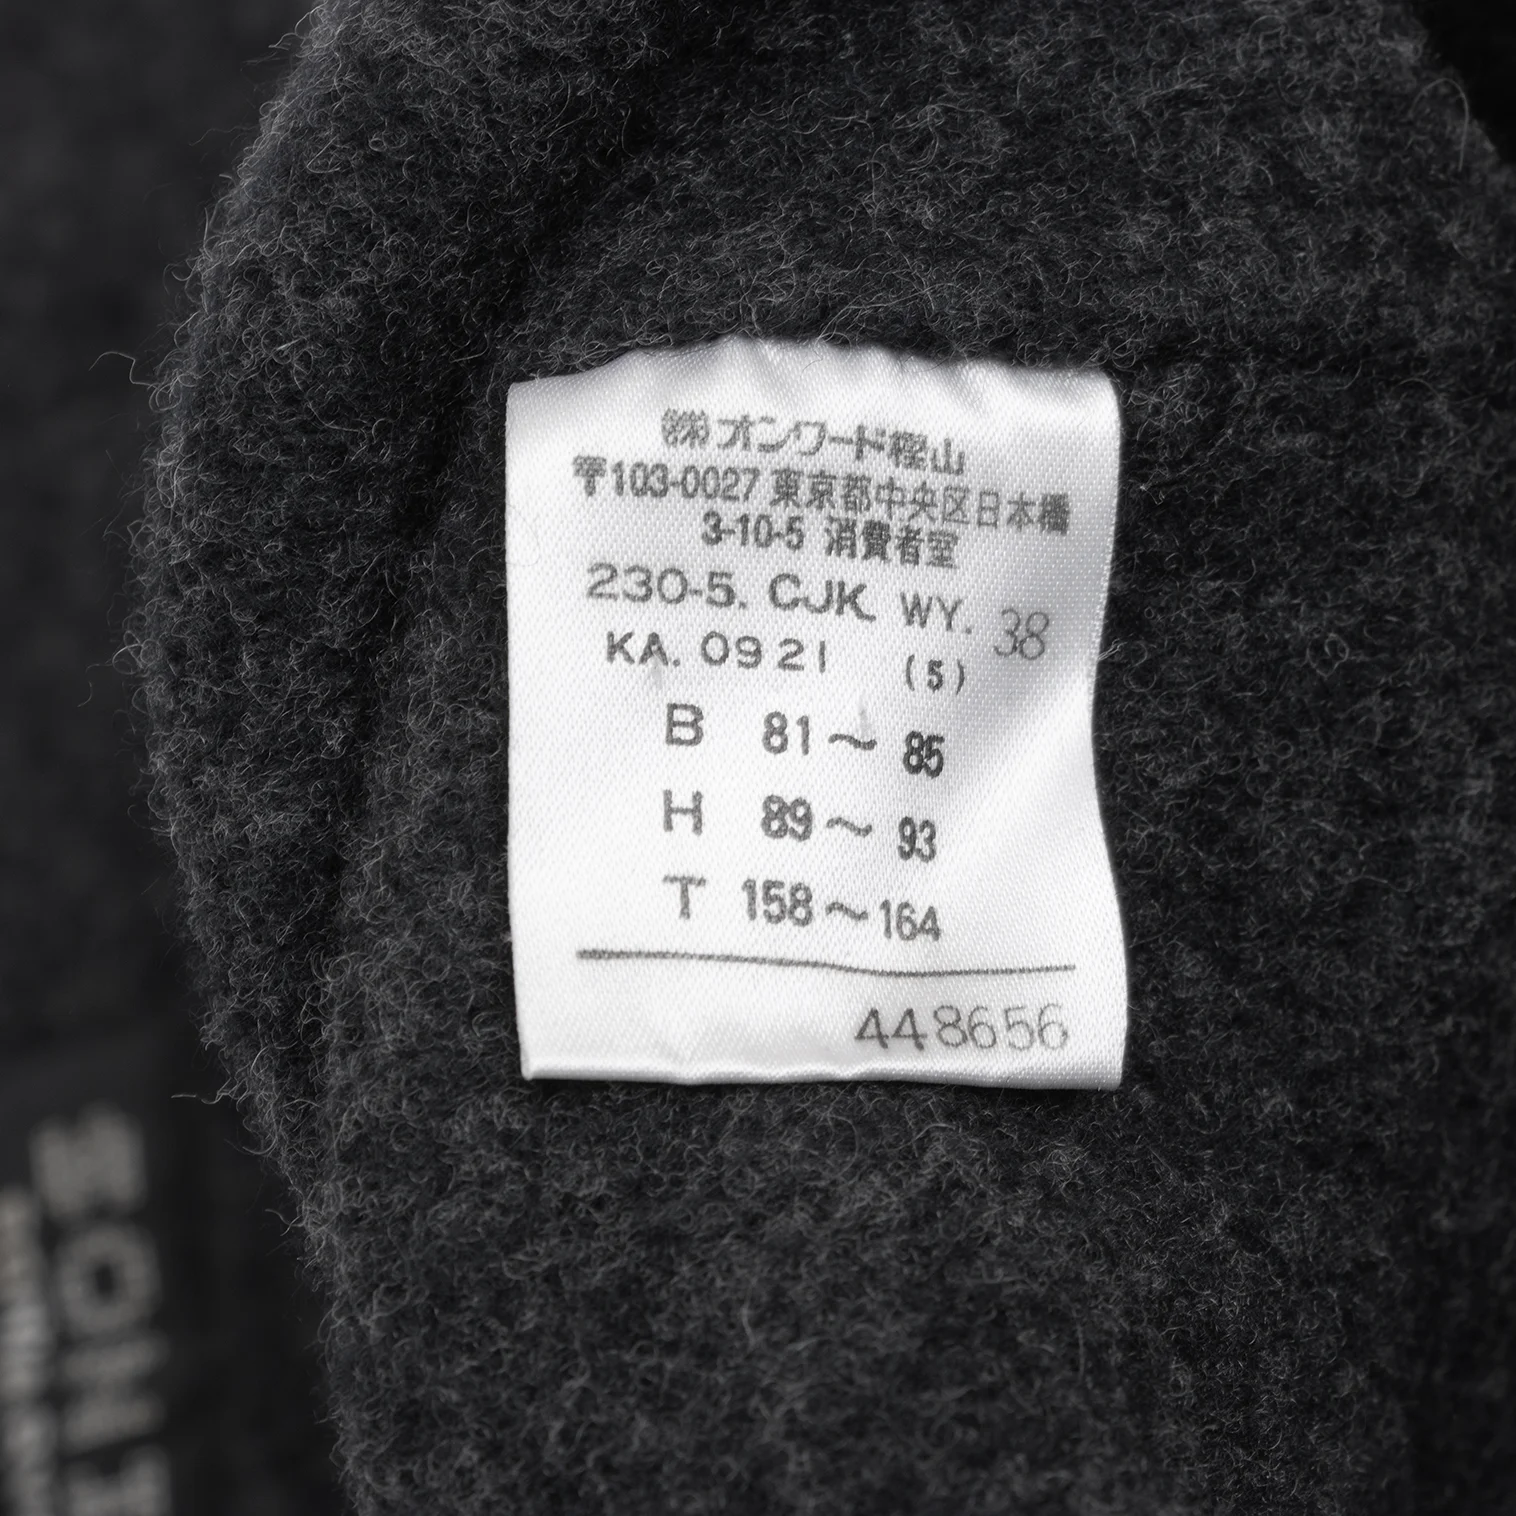 ㈱オンワード樫山
〒103-0027 東京都中央区日本橋
3-10-5 消費者室
230-5. CJK. WY. 38
KA. 0921 (5)
B 81～85
H 89～93
T 158～164
448656